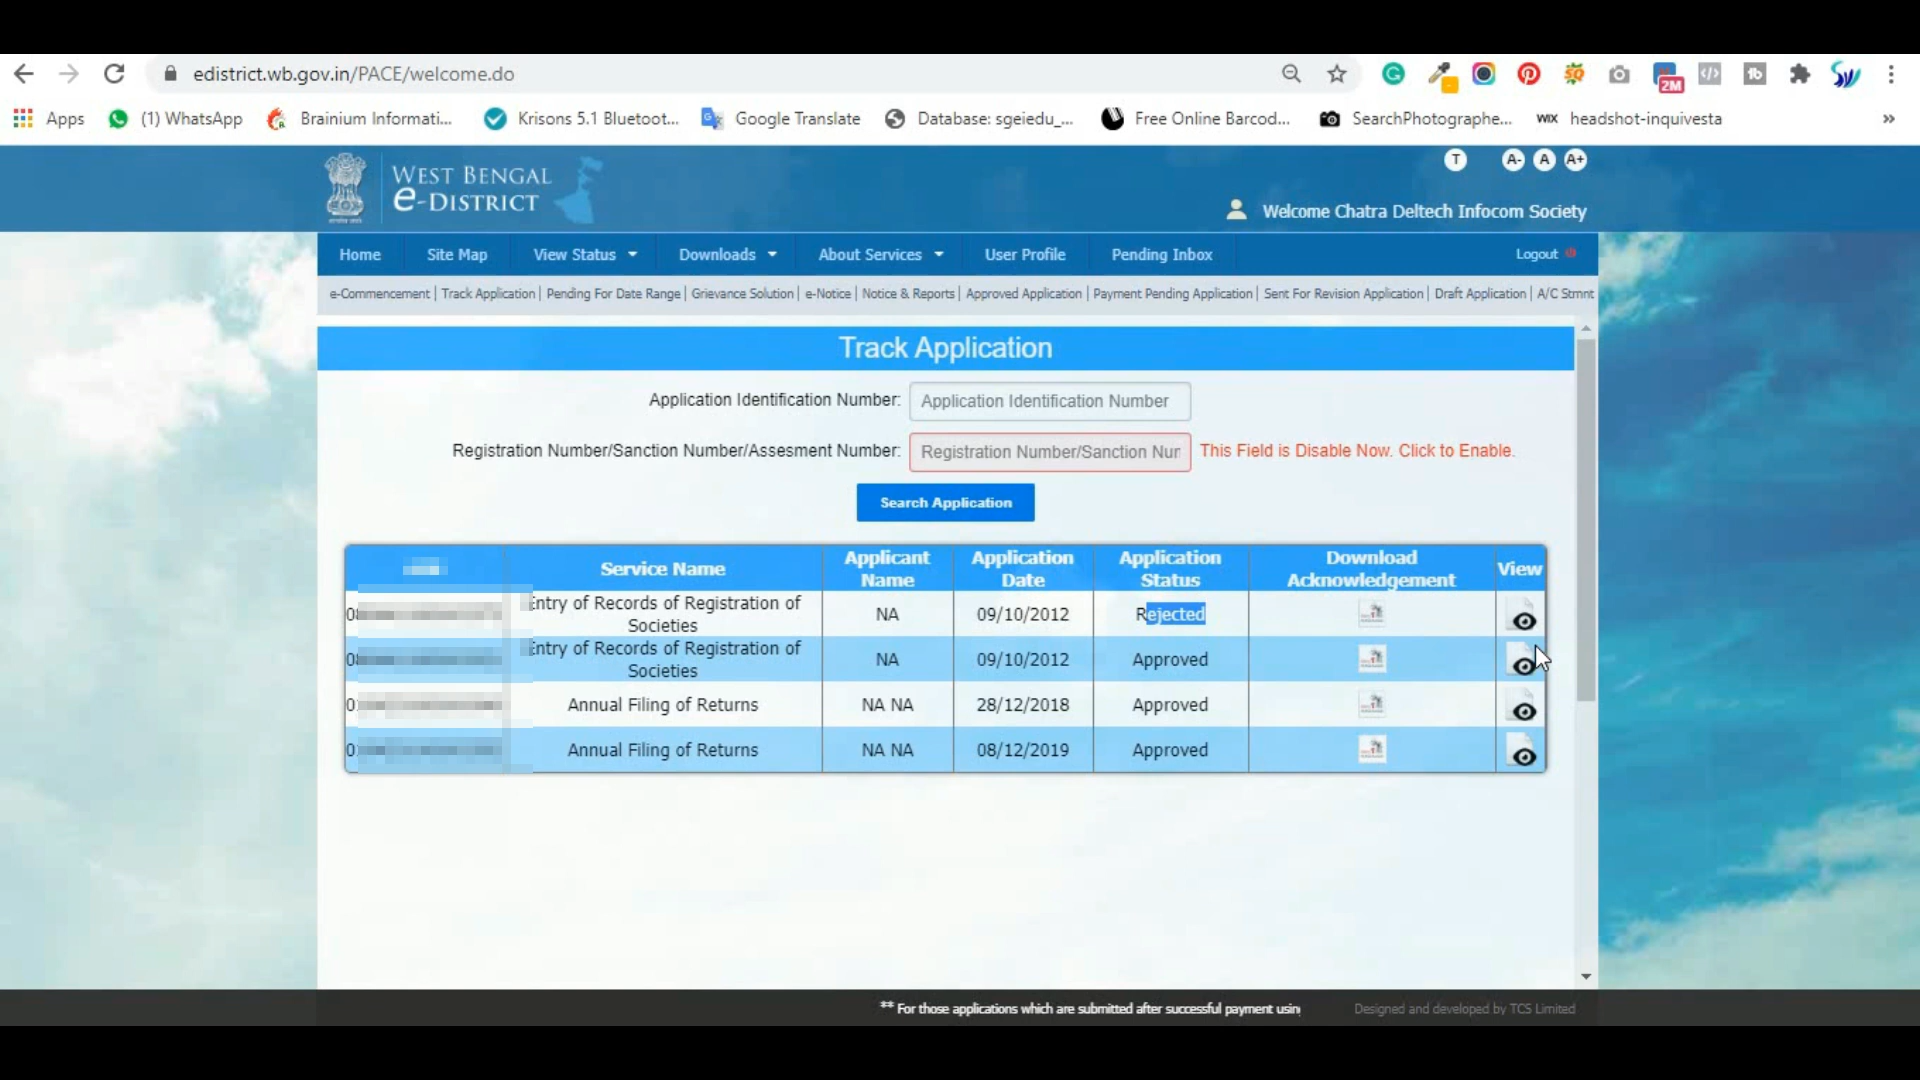 edistrict.wb.gov.in/PACE/welcome.do
2M
Apps (1) WhatsApp Brainium Informati... Krisons 5.1 Bluetoot... Google Translate Database: sgeiedu_... Free Online Barcod... SearchPhotographe... WIX headshot-inquivesta »
T A- A A+
WEST BENGAL
e-DISTRICT
Welcome Chatra Deltech Infocom Society
Home Site Map View Status Downloads About Services User Profile Pending Inbox Logout
e-Commencement | Track Application | Pending For Date Range | Grievance Solution | e-Notice | Notice & Reports | Approved Application | Payment Pending Application | Sent For Revision Application | Draft Application | A/C Stmnt
Track Application
Application Identification Number: Application Identification Number
Registration Number/Sanction Number/Assesment Number: Registration Number/Sanction Nur This Field is Disable Now. Click to Enable.
Search Application
Service Name Applicant Name Application Date Application Status Download Acknowledgement View
Entry of Records of Registration of Societies NA 09/10/2012 Rejected
Entry of Records of Registration of Societies NA 09/10/2012 Approved
Annual Filing of Returns NA NA 28/12/2018 Approved
Annual Filing of Returns NA NA 08/12/2019 Approved
** For those applications which are submitted after successful payment usin
Designed and developed by TCS Limited